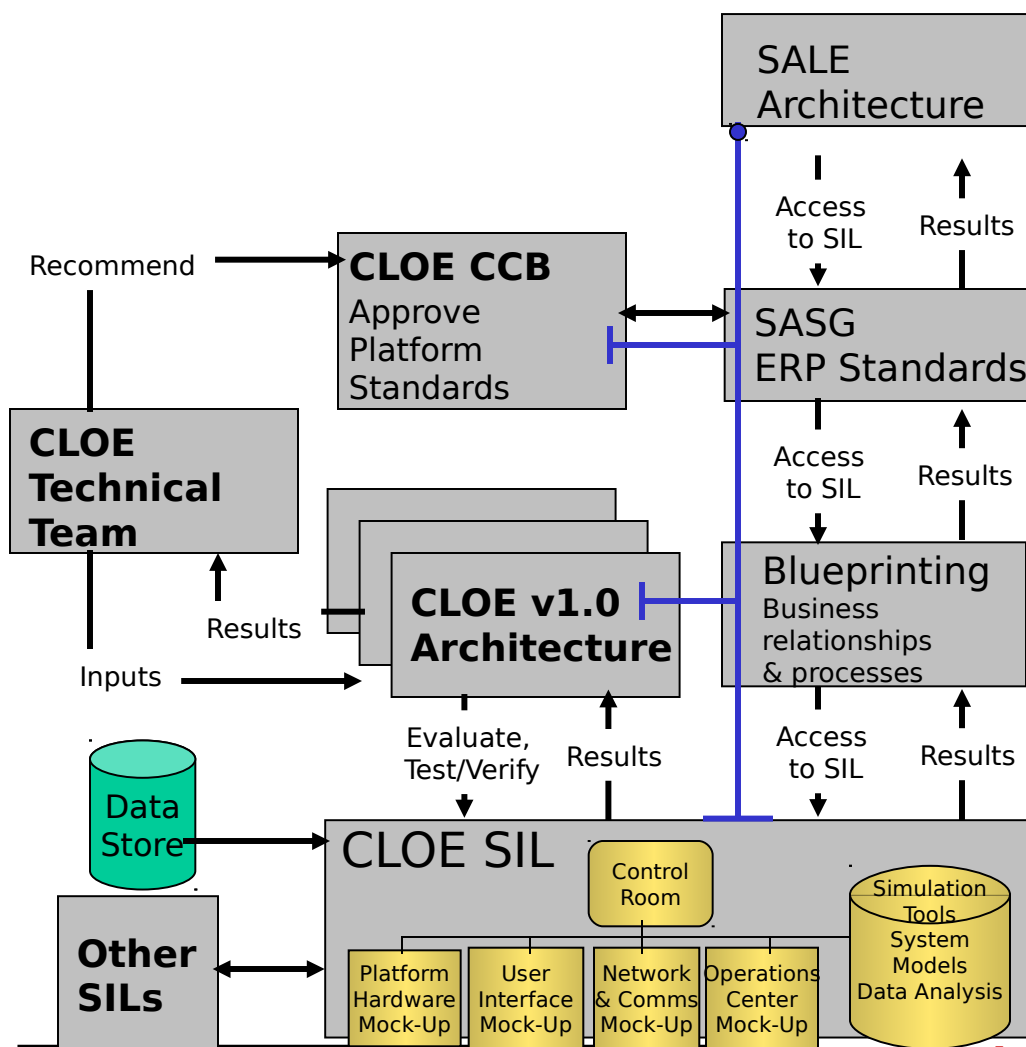 SALE
Architecture
Access
to SIL
Results
Recommend
CLOE CCB
Approve
Platform
Standards
SASG
ERP Standards
CLOE
Technical
Team
Access
to SIL
Results
CLOE v1.0
Architecture
Blueprinting
Business
relationships
& processes
Results
Inputs
Evaluate,
Test/Verify
Results
Access
to SIL
Results
Data
Store
CLOE SIL
Control
Room
Simulation
Tools
System
Models
Data Analysis
Other
SILs
Platform
Hardware
Mock-Up
User
Interface
Mock-Up
Network
& Comms
Mock-Up
Operations
Center
Mock-Up